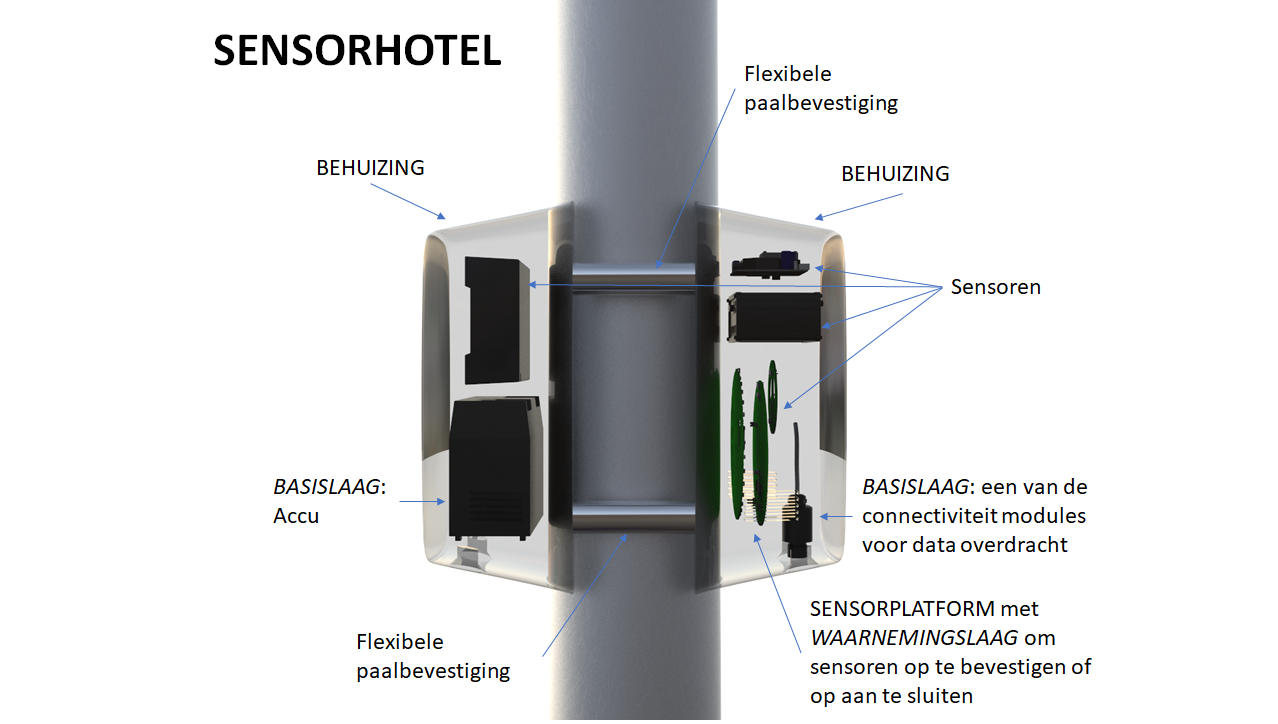 SENSORHOTEL
Flexibele
paalbevestiging
BEHUIZING
BEHUIZING
Sensoren
BASISLAAG:
Accu
BASISLAAG: een van de
connectiviteit modules
voor data overdracht
SENSORPLATFORM met
WAARNEMINGSLAAG om
sensoren op te bevestigen of
op aan te sluiten
Flexibele
paalbevestiging